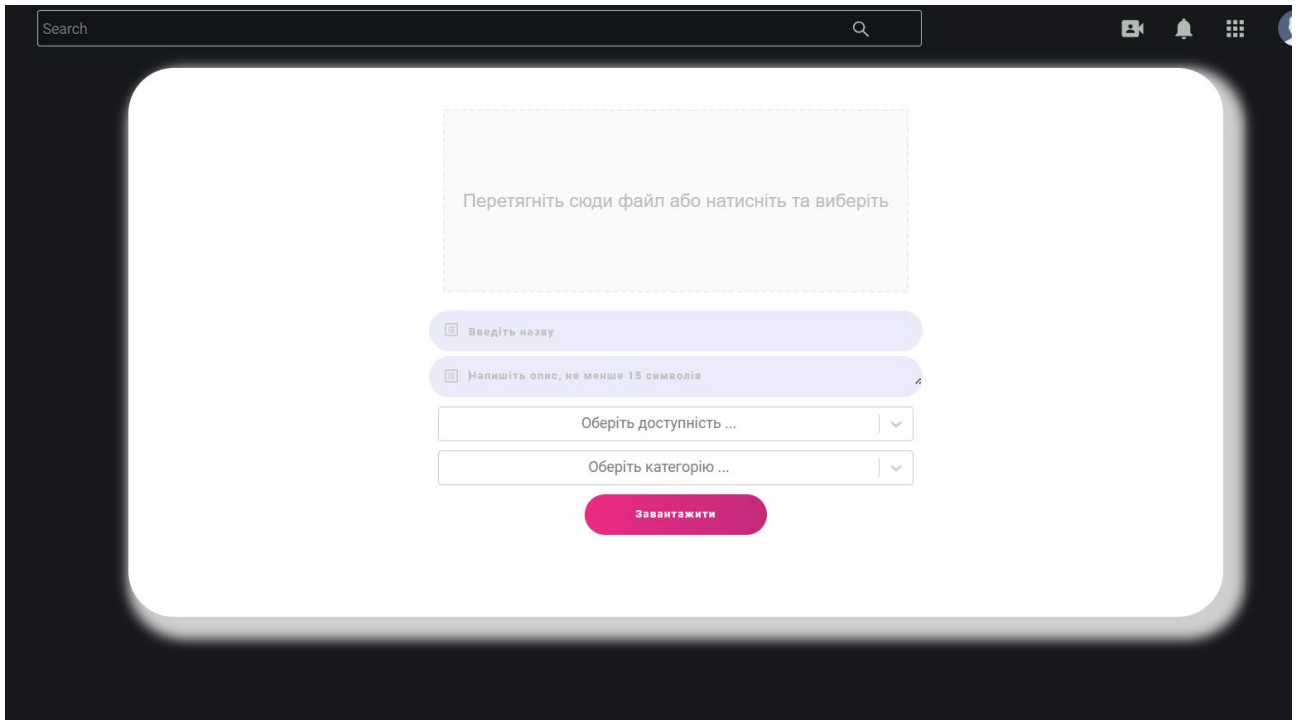 Search
Перетягніть сюди файл або натисніть та виберіть
Введіть назву
Напишіть опис, не менше 15 символів
Оберіть доступність ...
Оберіть категорію ...
Завантажити